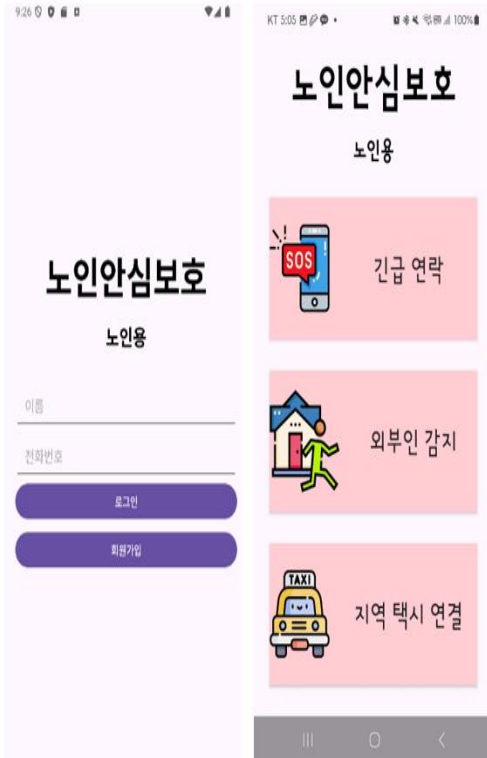 9:26
노인안심보호
노인용
이름
전화번호
로그인
회원가입
KT 5:05
100%
노인안심보호
노인용
SOS
긴급 연락
외부인 감지
TAXI
지역 택시 연결